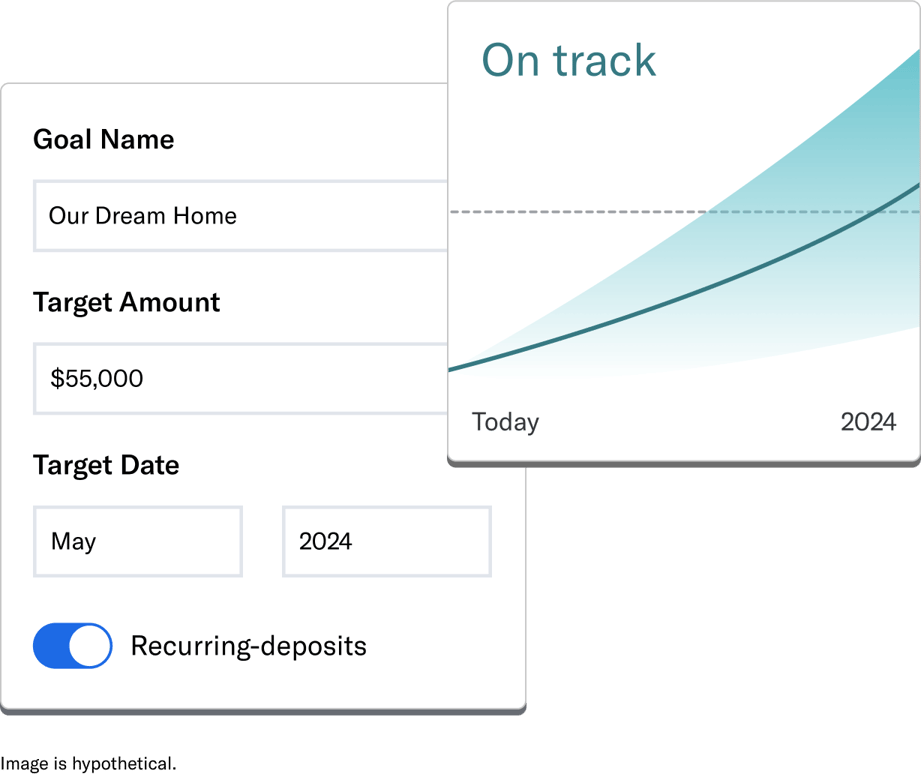 On track
Goal Name
Our Dream Home
Target Amount
$55,000
Today 2024
Target Date
May 2024
Recurring-deposits
Image is hypothetical.